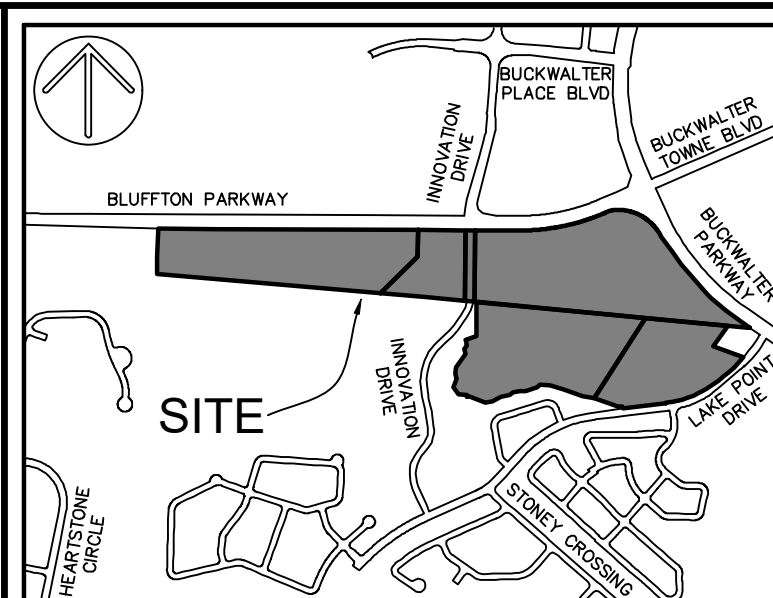 BUCKWALTER
PLACE BLVD
BUCKWALTER
TOWNE BLVD
INNOVATION
DRIVE
BLUFFTON PARKWAY
BUCKWALTER
PARKWAY
INNOVATION
DRIVE
SITE
LAKE POINT
DRIVE
HEARTSTONE
CIRCLE
STONEY CROSSING